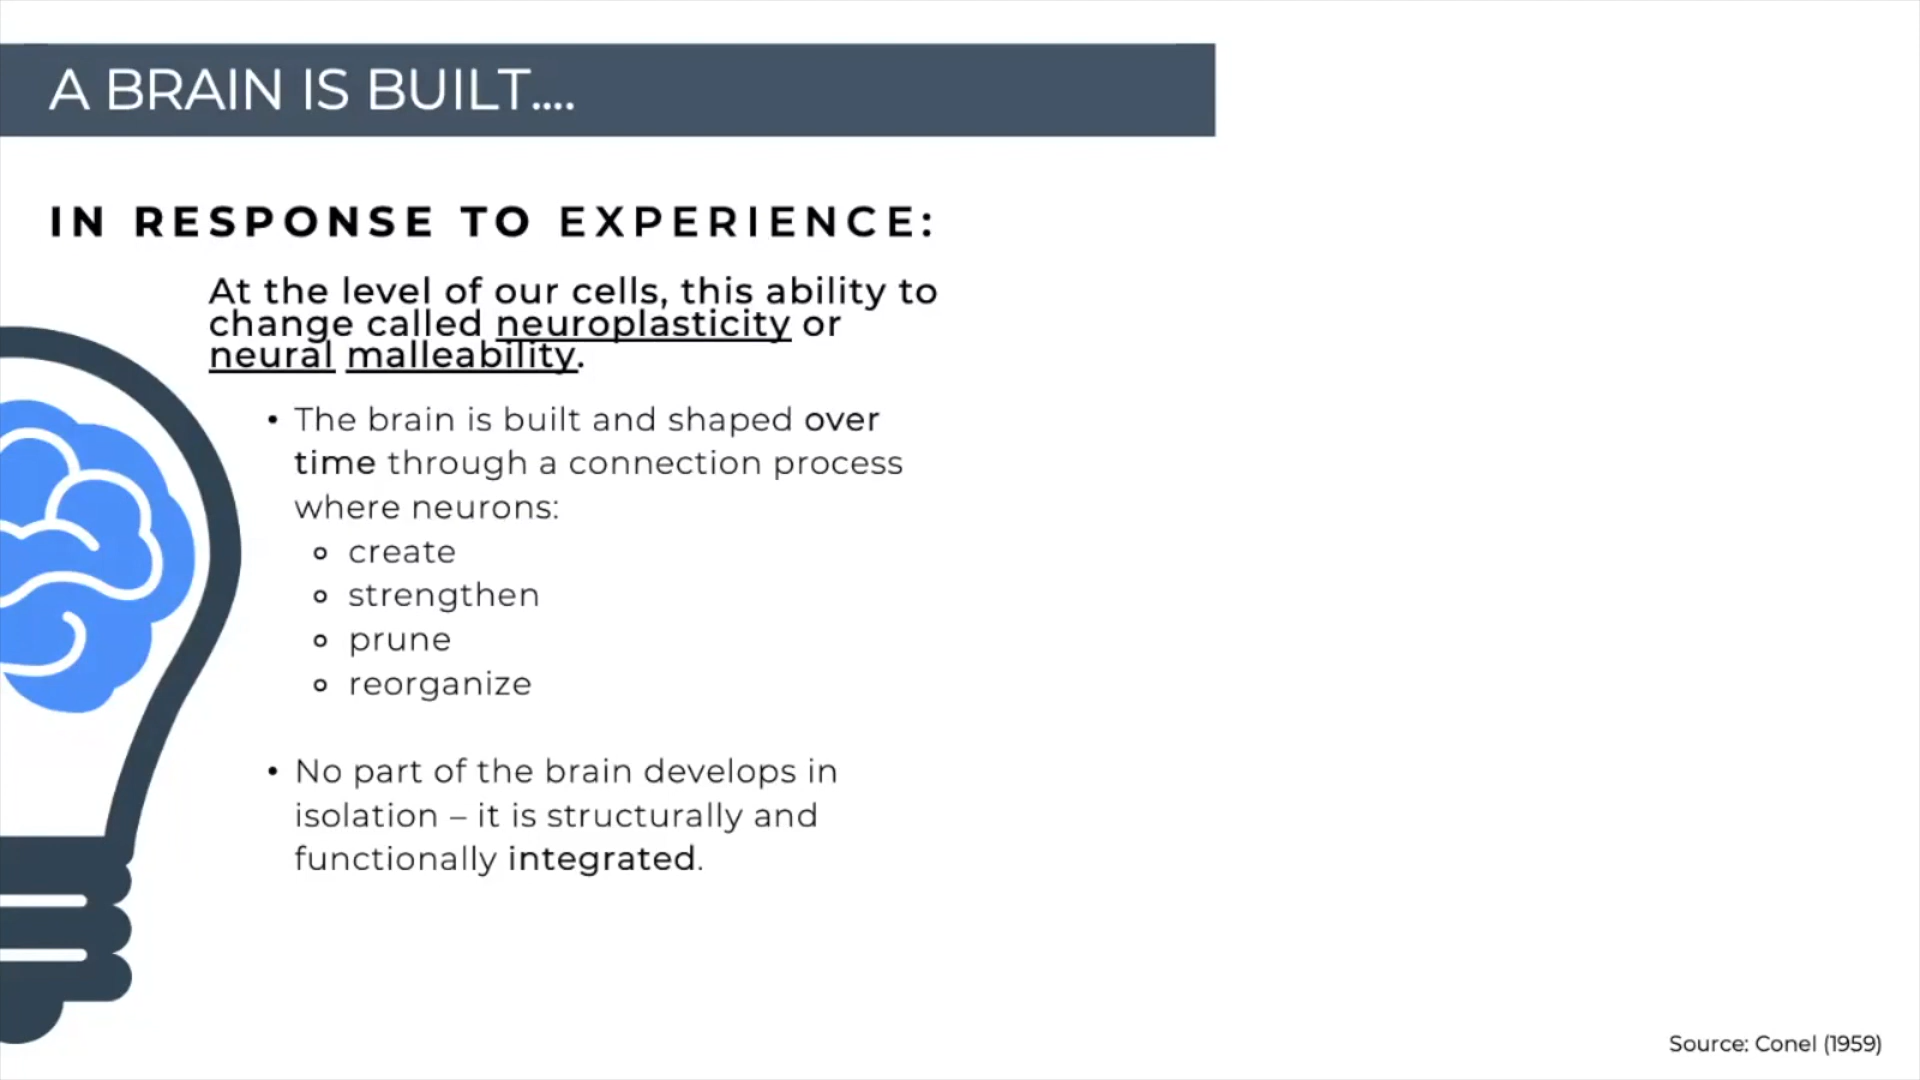 A BRAIN IS BUILT....
IN RESPONSE TO EXPERIENCE:
At the level of our cells, this ability to
change called neuroplasticity or
neural malleability.
• The brain is built and shaped over
time through a connection process
where neurons:
o create
o strengthen
o prune
o reorganize
• No part of the brain develops in
isolation – it is structurally and
functionally integrated.
Source: Conel (1959)